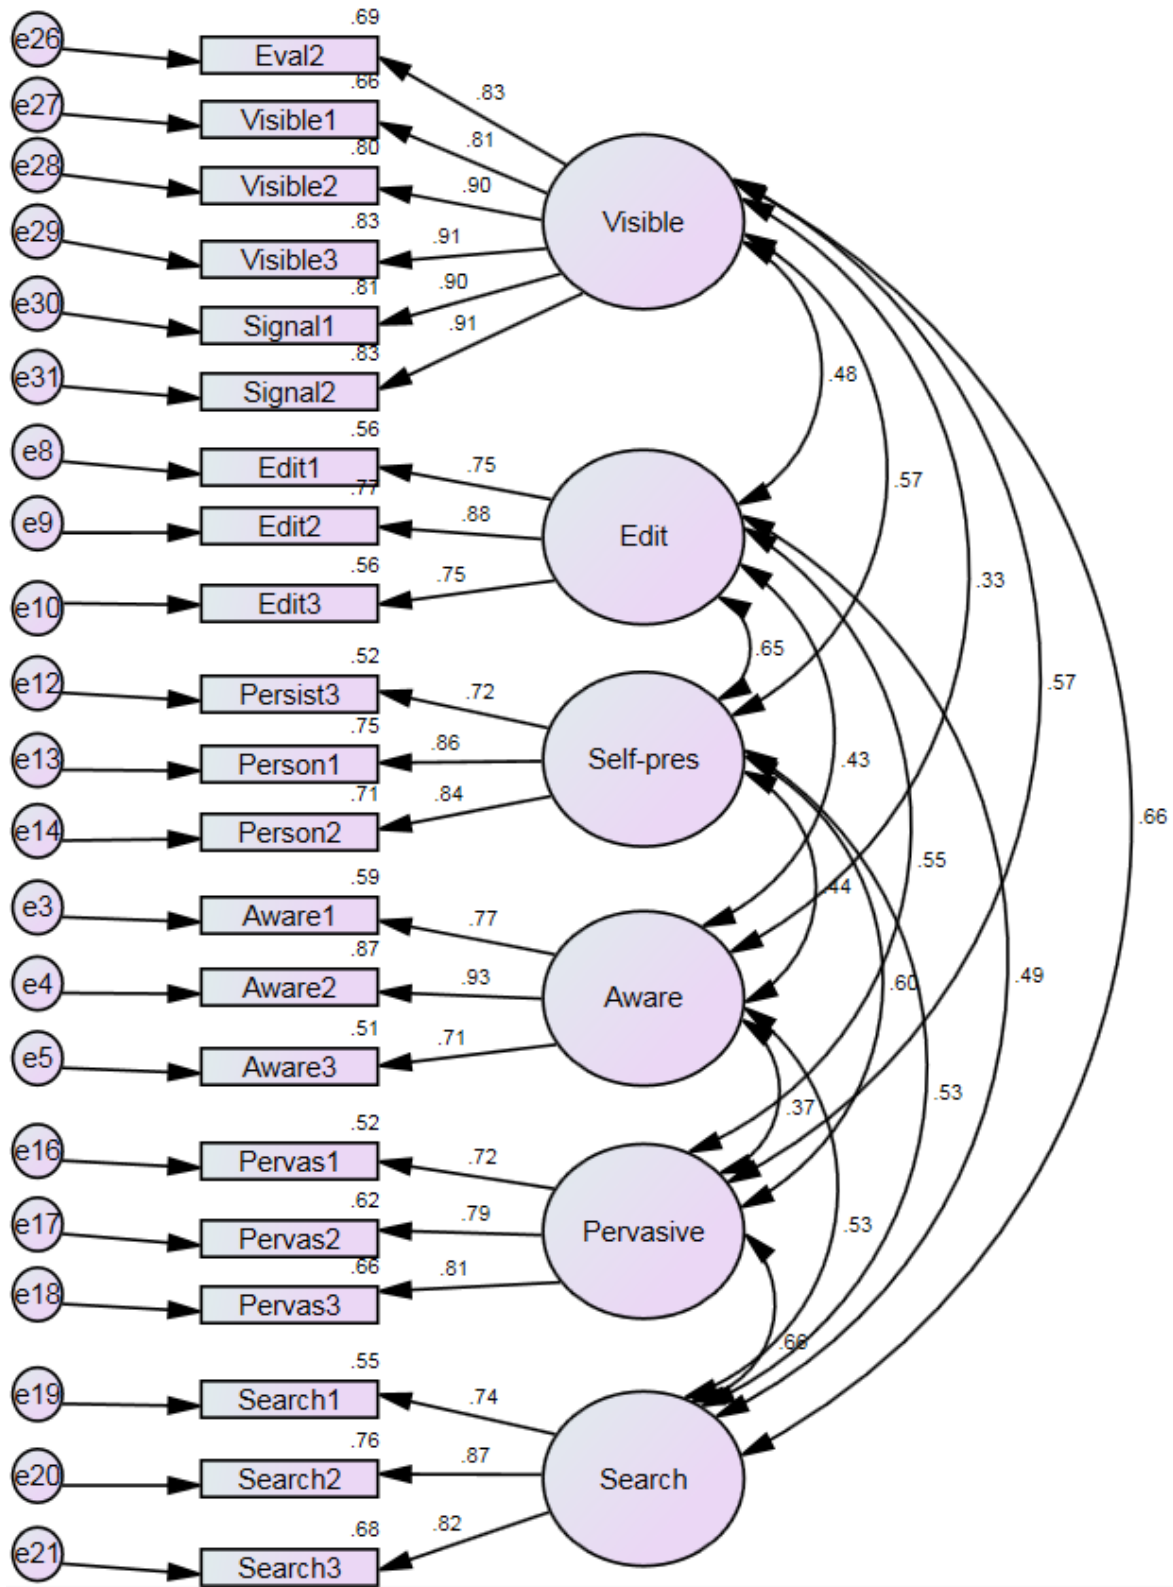 .69
e26
Eval2
.83
.66
e27
Visible1
.81
.80
e28
Visible2
.90
Visible
.83
e29
Visible3
.91
.81
e30
Signal1
.90
.83
e31
Signal2
.91
.48
.56
e8
Edit1
.75
.57
.77
e9
Edit2
.88
Edit
.56
e10
Edit3
.75
.33
.65
.52
e12
Persist3
.72
.57
.75
e13
Person1
.86
Self-pres
.43
.71
e14
Person2
.84
.66
.55
.59
.44
e3
Aware1
.77
.87
e4
Aware2
.93
Aware
.60
.49
.51
e5
Aware3
.71
.53
.37
.52
e16
Pervas1
.72
.62
e17
Pervas2
.79
Pervasive
.53
.66
e18
Pervas3
.81
.66
.55
e19
Search1
.74
.76
e20
Search2
.87
Search
.68
e21
Search3
.82